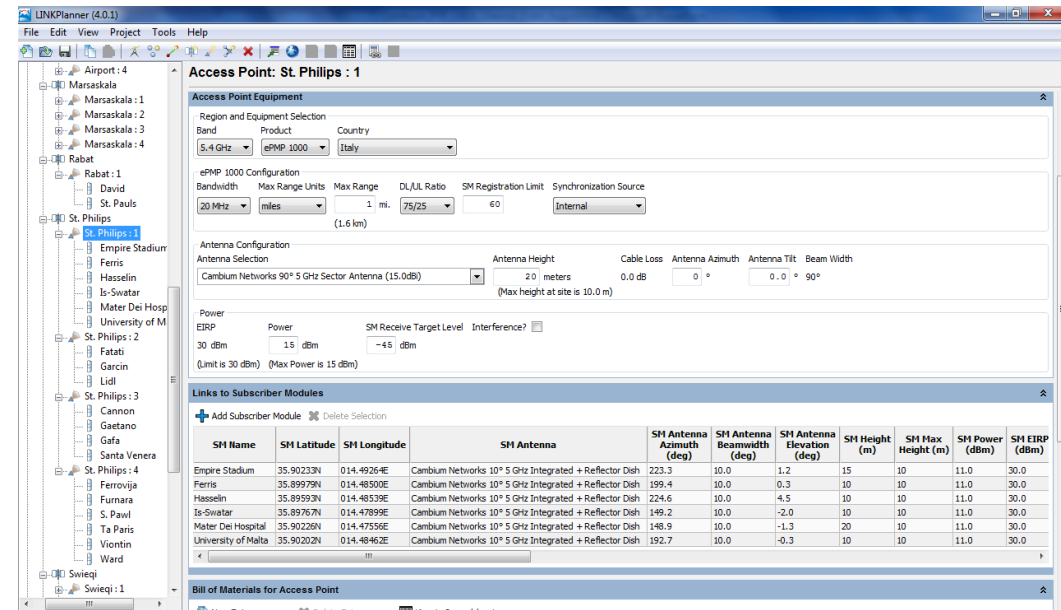 LINKPlanner (4.0.1)
File Edit View Project Tools Help
Airport : 4
Marsaskala
Marsaskala : 1
Marsaskala : 2
Marsaskala : 3
Marsaskala : 4
Rabat
Rabat : 1
David
St. Pauls
St. Philips
St. Philips : 1
Empire Stadium
Ferris
Hasselin
Is-Swatar
Mater Dei Hosp
University of M
St. Philips : 2
Fatati
Garcin
Lidl
St. Philips : 3
Cannon
Gaetano
Gafa
Santa Venera
St. Philips : 4
Ferrovija
Furnara
S. Pawl
Ta Paris
Viontin
Ward
Swieqi
Swieqi : 1
Access Point: St. Philips : 1
Access Point Equipment
Region and Equipment Selection
Band Product Country
5.4 GHz ePMP 1000 Italy
ePMP 1000 Configuration
Bandwidth Max Range Units Max Range DL/UL Ratio SM Registration Limit Synchronization Source
20 MHz miles 1 mi. 75/25 60 Internal
(1.6 km)
Antenna Configuration
Antenna Selection Antenna Height Cable Loss Antenna Azimuth Antenna Tilt Beam Width
Cambium Networks 90° 5 GHz Sector Antenna (15.0dBi) 20 meters 0.0 dB 0 ° 0.0 ° 90°
(Max height at site is 10.0 m)
Power
EIRP Power SM Receive Target Level Interference?
30 dBm 15 dBm -45 dBm
(Limit is 30 dBm) (Max Power is 15 dBm)
Links to Subscriber Modules
Add Subscriber Module Delete Selection
SM Name SM Latitude SM Longitude SM Antenna SM Antenna Azimuth (deg) SM Antenna Beamwidth (deg) SM Antenna Elevation (deg) SM Height (m) SM Max Height (m) SM Power (dBm) SM EIRP (dBm)
Empire Stadium 35.90233N 014.49264E Cambium Networks 10° 5 GHz Integrated + Reflector Dish 223.3 10.0 1.2 15 10 11.0 30.0
Ferris 35.89979N 014.48500E Cambium Networks 10° 5 GHz Integrated + Reflector Dish 199.4 10.0 0.3 10 10 11.0 30.0
Hasselin 35.89593N 014.48539E Cambium Networks 10° 5 GHz Integrated + Reflector Dish 224.6 10.0 4.5 10 10 11.0 30.0
Is-Swatar 35.89767N 014.47899E Cambium Networks 10° 5 GHz Integrated + Reflector Dish 149.2 10.0 -2.0 10 10 11.0 30.0
Mater Dei Hospital 35.90226N 014.47556E Cambium Networks 10° 5 GHz Integrated + Reflector Dish 148.9 10.0 -1.3 20 10 11.0 30.0
University of Malta 35.90202N 014.48462E Cambium Networks 10° 5 GHz Integrated + Reflector Dish 192.7 10.0 -0.3 10 10 11.0 30.0
Bill of Materials for Access Point